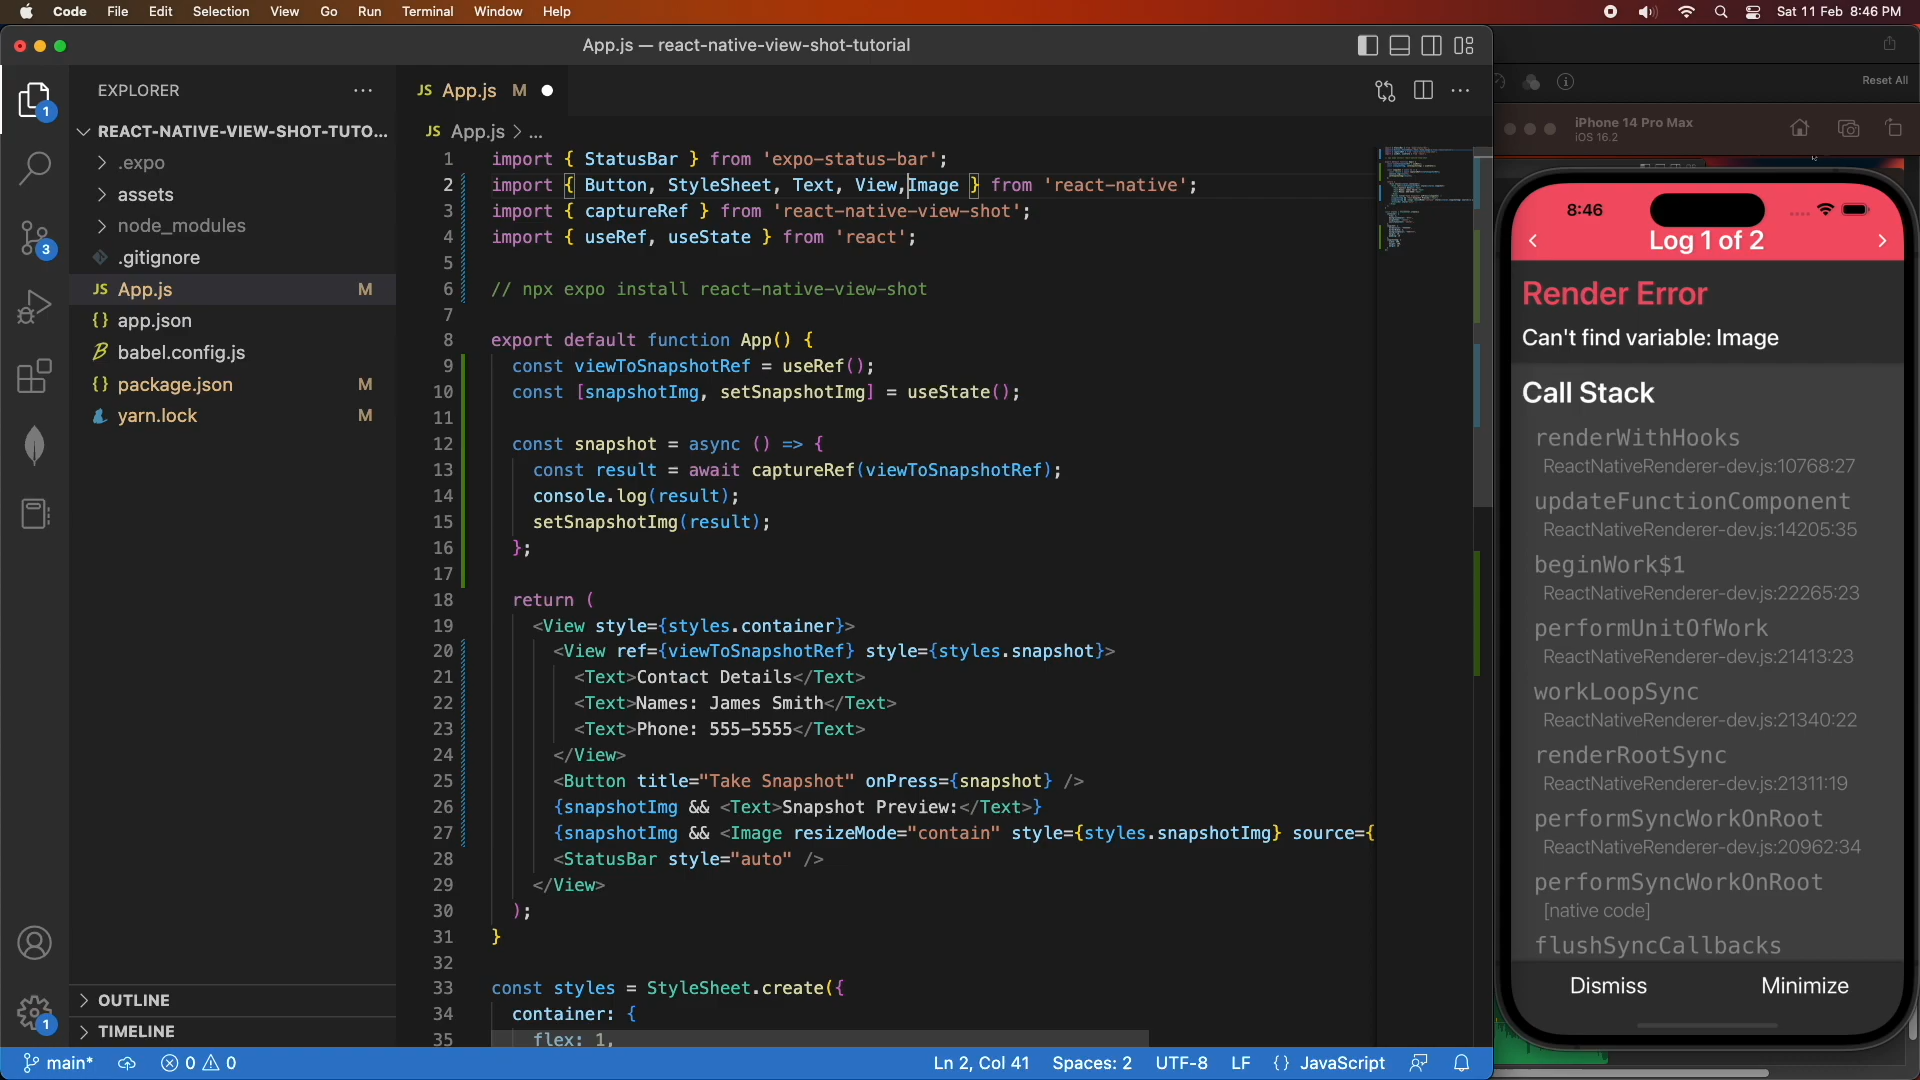 Code File Edit Selection View Go Run Terminal Window Help
Sat 11 Feb 8:46 PM
App.js — react-native-view-shot-tutorial
Reset All
EXPLORER
JS App.js M
iPhone 14 Pro Max
iOS 16.2
REACT-NATIVE-VIEW-SHOT-TUTO...
.expo
assets
node_modules
.gitignore
JS App.js M
{} app.json
babel.config.js
{} package.json M
yarn.lock M
OUTLINE
TIMELINE
1
3
1
JS App.js > ...
1 import { StatusBar } from 'expo-status-bar';
2 import { Button, StyleSheet, Text, View,Image } from 'react-native';
3 import { captureRef } from 'react-native-view-shot';
4 import { useRef, useState } from 'react';
5
6 // npx expo install react-native-view-shot
7
8 export default function App() {
9 const viewToSnapshotRef = useRef();
10 const [snapshotImg, setSnapshotImg] = useState();
11
12 const snapshot = async () => {
13 const result = await captureRef(viewToSnapshotRef);
14 console.log(result);
15 setSnapshotImg(result);
16 };
17
18 return (
19 <View style={styles.container}>
20 <View ref={viewToSnapshotRef} style={styles.snapshot}>
21 <Text>Contact Details</Text>
22 <Text>Names: James Smith</Text>
23 <Text>Phone: 555-5555</Text>
24 </View>
25 <Button title="Take Snapshot" onPress={snapshot} />
26 {snapshotImg && <Text>Snapshot Preview:</Text>}
27 {snapshotImg && <Image resizeMode="contain" style={styles.snapshotImg} source={
28 <StatusBar style="auto" />
29 </View>
30 );
31 }
32
33 const styles = StyleSheet.create({
34 container: {
35 flex: 1,
8:46
Log 1 of 2
Render Error
Can't find variable: Image
Call Stack
renderWithHooks
ReactNativeRenderer-dev.js:10768:27
updateFunctionComponent
ReactNativeRenderer-dev.js:14205:35
beginWork$1
ReactNativeRenderer-dev.js:22265:23
performUnitOfWork
ReactNativeRenderer-dev.js:21413:23
workLoopSync
ReactNativeRenderer-dev.js:21340:22
renderRootSync
ReactNativeRenderer-dev.js:21311:19
performSyncWorkOnRoot
ReactNativeRenderer-dev.js:20962:34
performSyncWorkOnRoot
[native code]
flushSyncCallbacks
Dismiss Minimize
main* 0 0 Ln 2, Col 41 Spaces: 2 UTF-8 LF {} JavaScript